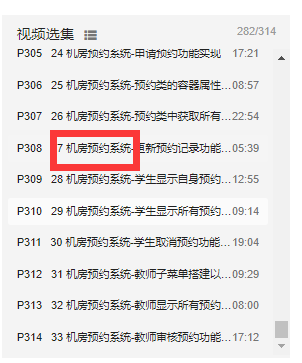 视频选集 282/314
P305 24 机房预约系统-申请预约功能实现 17:21
P306 25 机房预约系统-预约类的容器属性... 08:57
P307 26 机房预约系统-预约类中获取所有... 22:54
P308 7 机房预约系统-更新预约记录功能... 05:39
P309 28 机房预约系统-学生显示自身预约... 12:55
P310 29 机房预约系统-学生显示所有预约... 09:14
P311 30 机房预约系统-学生取消预约功能... 19:04
P312 31 机房预约系统-教师子菜单搭建以... 09:29
P313 32 机房预约系统-教师显示所有预约... 08:00
P314 33 机房预约系统-教师审核预约功能... 17:12